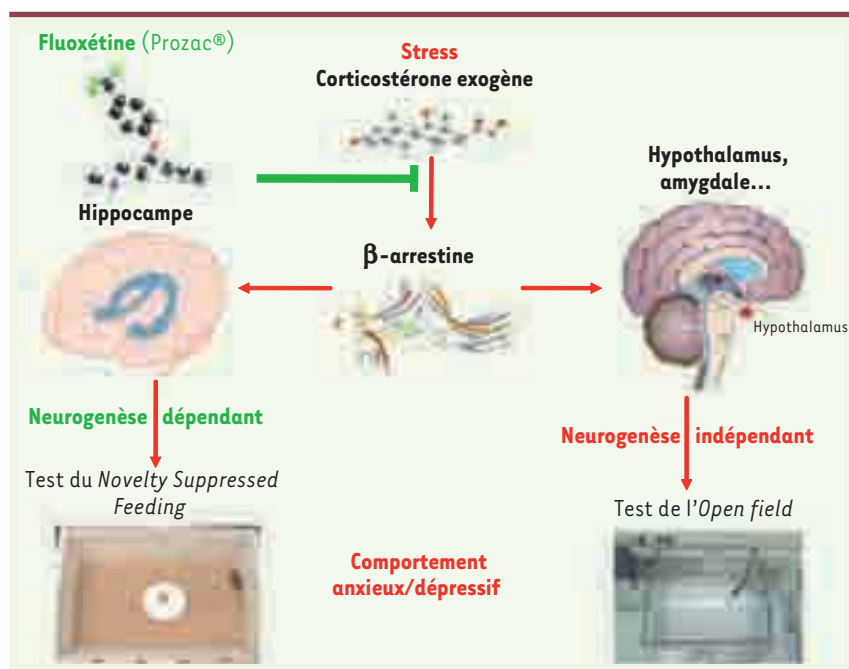 Fluoxétine (Prozac®)
Stress
Corticostérone exogène
Hypothalamus,
amygdale...
Hippocampe
β-arrestine
Hypothalamus
Neurogenèse dépendant
Neurogenèse indépendant
Test du Novelty Suppressed
Feeding
Test de l'Open field
Comportement
anxieux/dépressif